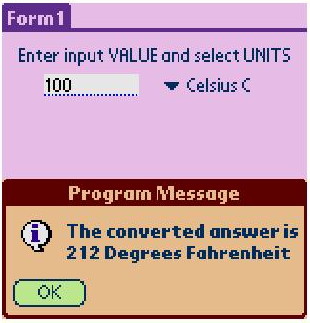 Form1
Enter input VALUE and select UNITS
100 Celsius C
Program Message
The converted answer is
212 Degrees Fahrenheit
OK